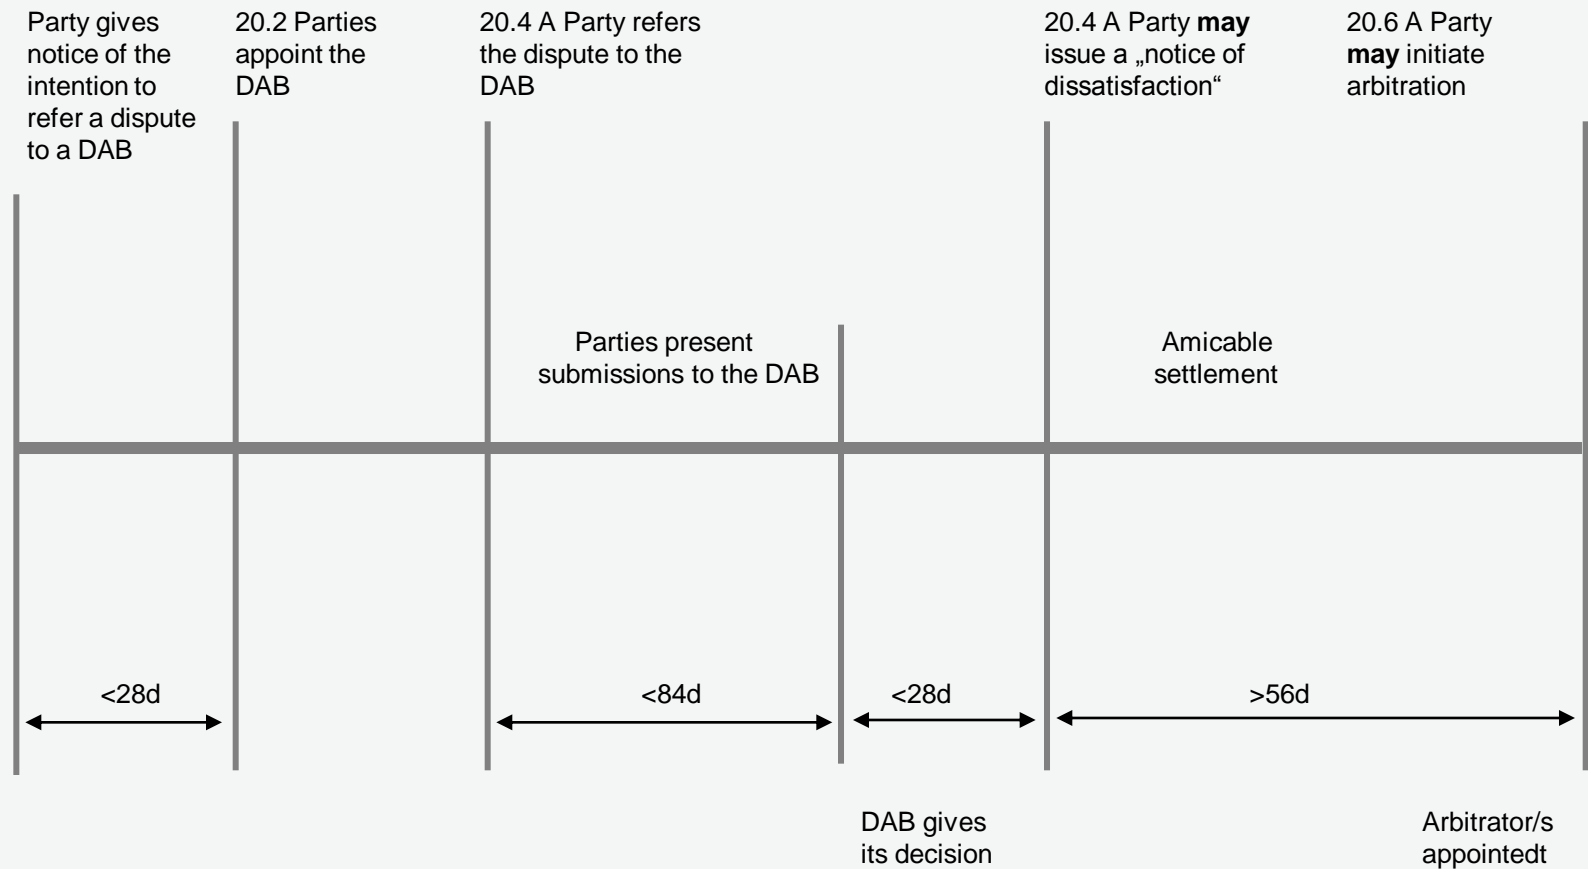 Party gives
notice of the
intention to
refer a dispute
to a DAB
20.2 Parties
appoint the
DAB
20.4 A Party refers
the dispute to the
DAB
20.4 A Party may
issue a „notice of
dissatisfaction“
20.6 A Party
may initiate
arbitration
Parties present
submissions to the DAB
Amicable
settlement
<28d
<84d
<28d
>56d
DAB gives
its decision
Arbitrator/s
appointedt